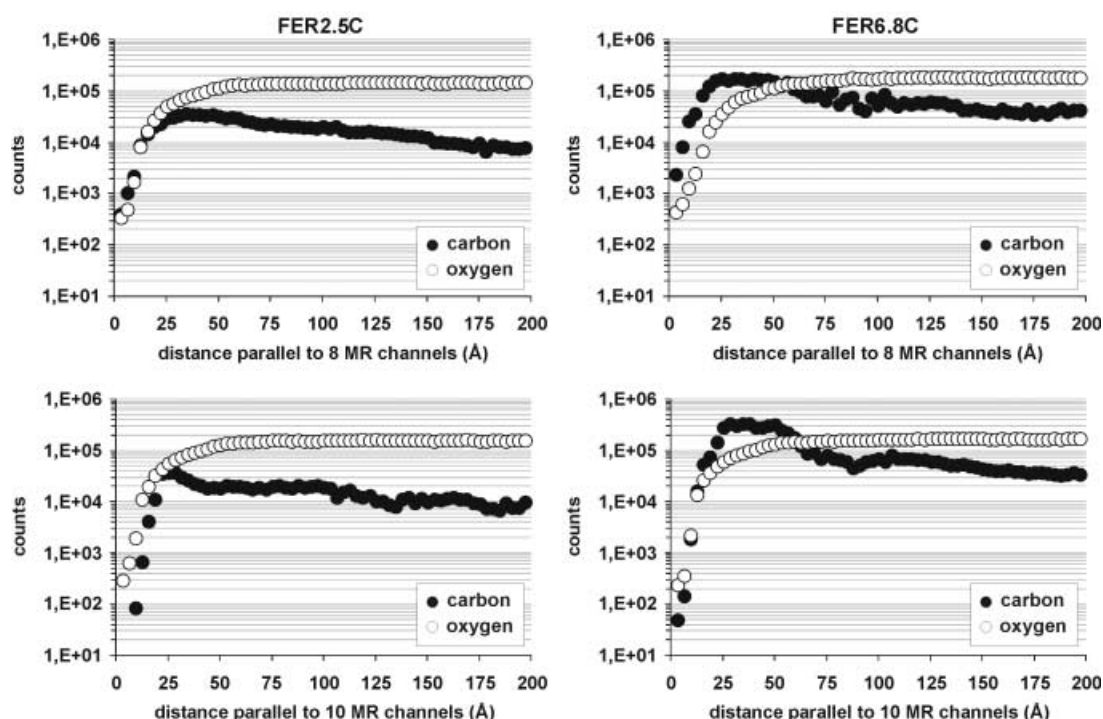 FER2.5C
1,E+06
1,E+05
1,E+04
1,E+03
1,E+02
1,E+01
counts
carbon
oxygen
0 25 50 75 100 125 150 175 200
distance parallel to 8 MR channels (Å)
FER6.8C
1,E+06
1,E+05
1,E+04
1,E+03
1,E+02
1,E+01
counts
carbon
oxygen
0 25 50 75 100 125 150 175 200
distance parallel to 8 MR channels (Å)
1,E+06
1,E+05
1,E+04
1,E+03
1,E+02
1,E+01
counts
carbon
oxygen
0 25 50 75 100 125 150 175 200
distance parallel to 10 MR channels (Å)
1,E+06
1,E+05
1,E+04
1,E+03
1,E+02
1,E+01
counts
carbon
oxygen
0 25 50 75 100 125 150 175 200
distance parallel to 10 MR channels (Å)